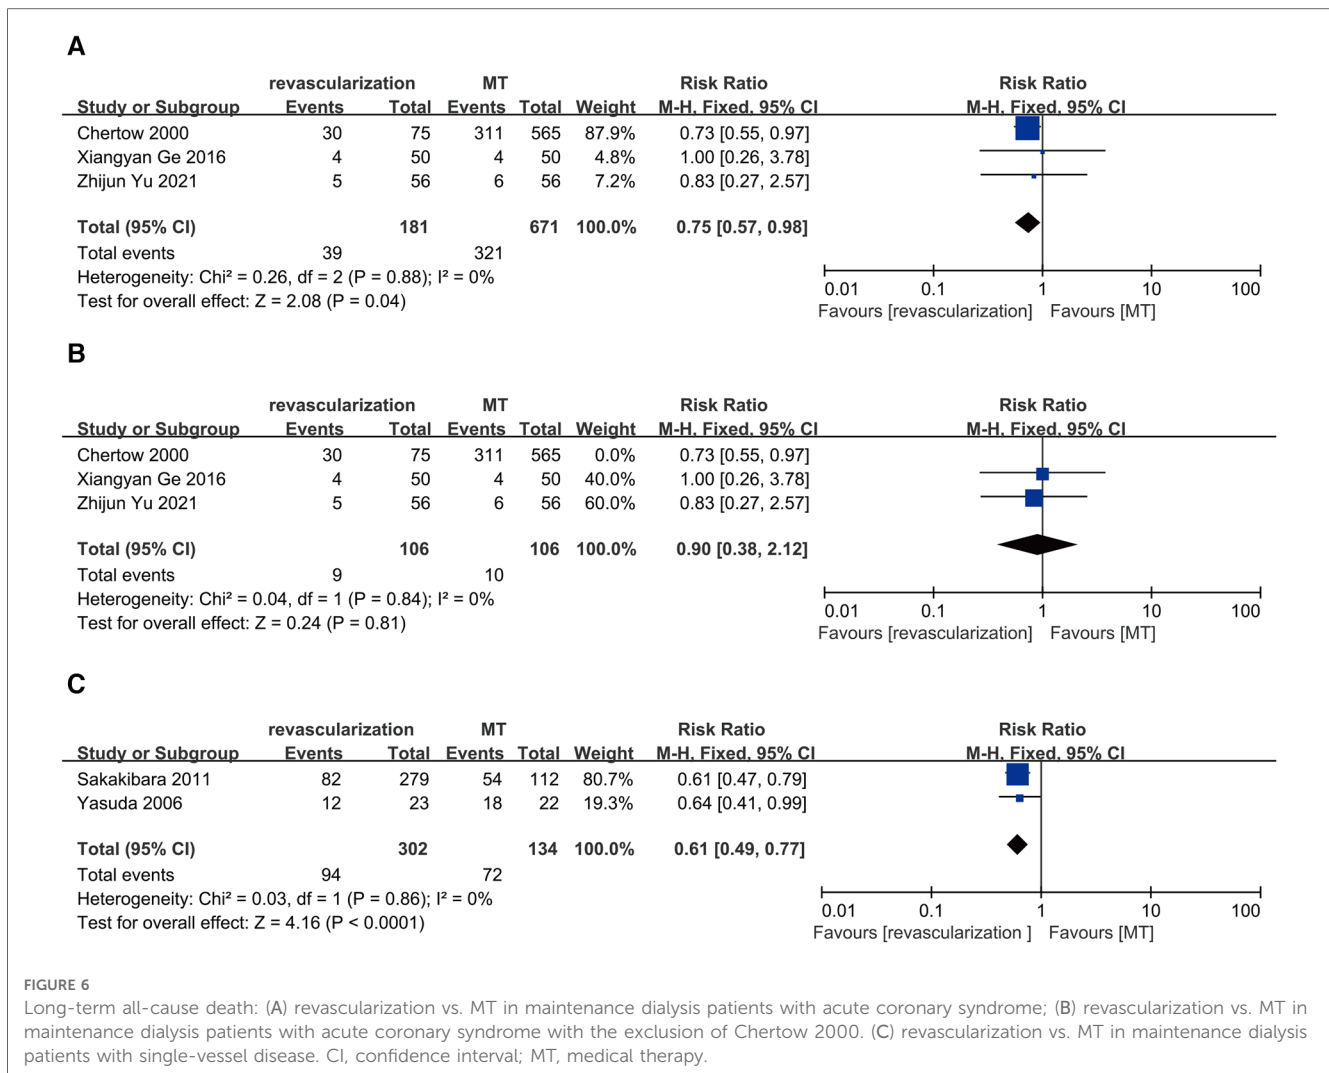 A
revascularization MT Risk Ratio Risk Ratio
Study or Subgroup Events Total Events Total Weight M-H, Fixed, 95% CI M-H, Fixed, 95% CI
Chertow 2000 30 75 311 565 87.9% 0.73 [0.55, 0.97]
Xiangyan Ge 2016 4 50 4 50 4.8% 1.00 [0.26, 3.78]
Zhijun Yu 2021 5 56 6 56 7.2% 0.83 [0.27, 2.57]
Total (95% CI) 181 671 100.0% 0.75 [0.57, 0.98]
Total events 39 321
Heterogeneity: Chi² = 0.26, df = 2 (P = 0.88); I² = 0%
Test for overall effect: Z = 2.08 (P = 0.04)
0.01 0.1 1 10 100
Favours [revascularization] Favours [MT]
B
revascularization MT Risk Ratio Risk Ratio
Study or Subgroup Events Total Events Total Weight M-H, Fixed, 95% CI M-H, Fixed, 95% CI
Chertow 2000 30 75 311 565 0.0% 0.73 [0.55, 0.97]
Xiangyan Ge 2016 4 50 4 50 40.0% 1.00 [0.26, 3.78]
Zhijun Yu 2021 5 56 6 56 60.0% 0.83 [0.27, 2.57]
Total (95% CI) 106 106 100.0% 0.90 [0.38, 2.12]
Total events 9 10
Heterogeneity: Chi² = 0.04, df = 1 (P = 0.84); I² = 0%
Test for overall effect: Z = 0.24 (P = 0.81)
0.01 0.1 1 10 100
Favours [revascularization] Favours [MT]
C
revascularization MT Risk Ratio Risk Ratio
Study or Subgroup Events Total Events Total Weight M-H, Fixed, 95% CI M-H, Fixed, 95% CI
Sakakibara 2011 82 279 54 112 80.7% 0.61 [0.47, 0.79]
Yasuda 2006 12 23 18 22 19.3% 0.64 [0.41, 0.99]
Total (95% CI) 302 134 100.0% 0.61 [0.49, 0.77]
Total events 94 72
Heterogeneity: Chi² = 0.03, df = 1 (P = 0.86); I² = 0%
Test for overall effect: Z = 4.16 (P < 0.0001)
0.01 0.1 1 10 100
Favours [revascularization ] Favours [MT]
FIGURE 6
Long-term all-cause death: (A) revascularization vs. MT in maintenance dialysis patients with acute coronary syndrome; (B) revascularization vs. MT in
maintenance dialysis patients with acute coronary syndrome with the exclusion of Chertow 2000. (C) revascularization vs. MT in maintenance dialysis
patients with single-vessel disease. CI, confidence interval; MT, medical therapy.